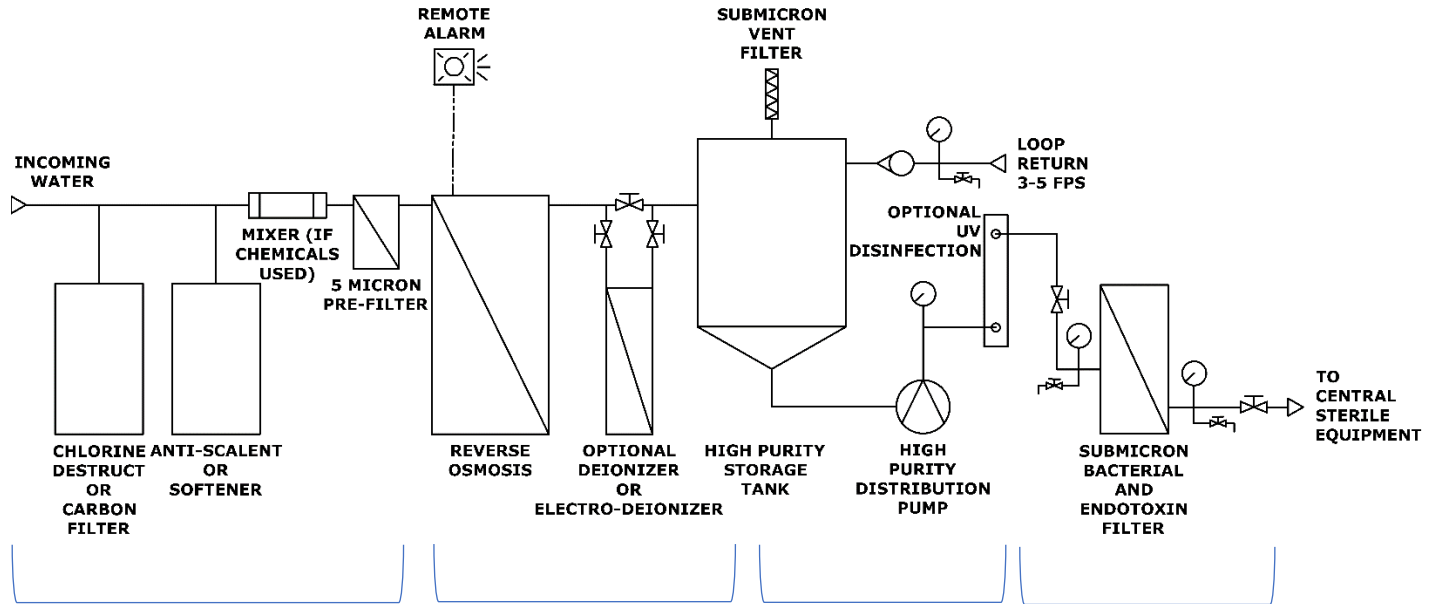 REMOTE
ALARM
SUBMICRON
VENT
FILTER
INCOMING
WATER
LOOP
RETURN
3-5 FPS
MIXER (IF
CHEMICALS
USED)
5 MICRON
PRE-FILTER
OPTIONAL
UV
DISINFECTION
TO
CENTRAL
STERILE
EQUIPMENT
CHLORINE
DESTRUCT
OR
CARBON
FILTER
ANTI-SCALENT
OR
SOFTENER
REVERSE
OSMOSIS
OPTIONAL
DEIONIZER
OR
ELECTRO-DEIONIZER
HIGH PURITY
STORAGE
TANK
HIGH
PURITY
DISTRIBUTION
PUMP
SUBMICRON
BACTERIAL
AND
ENDOTOXIN
FILTER